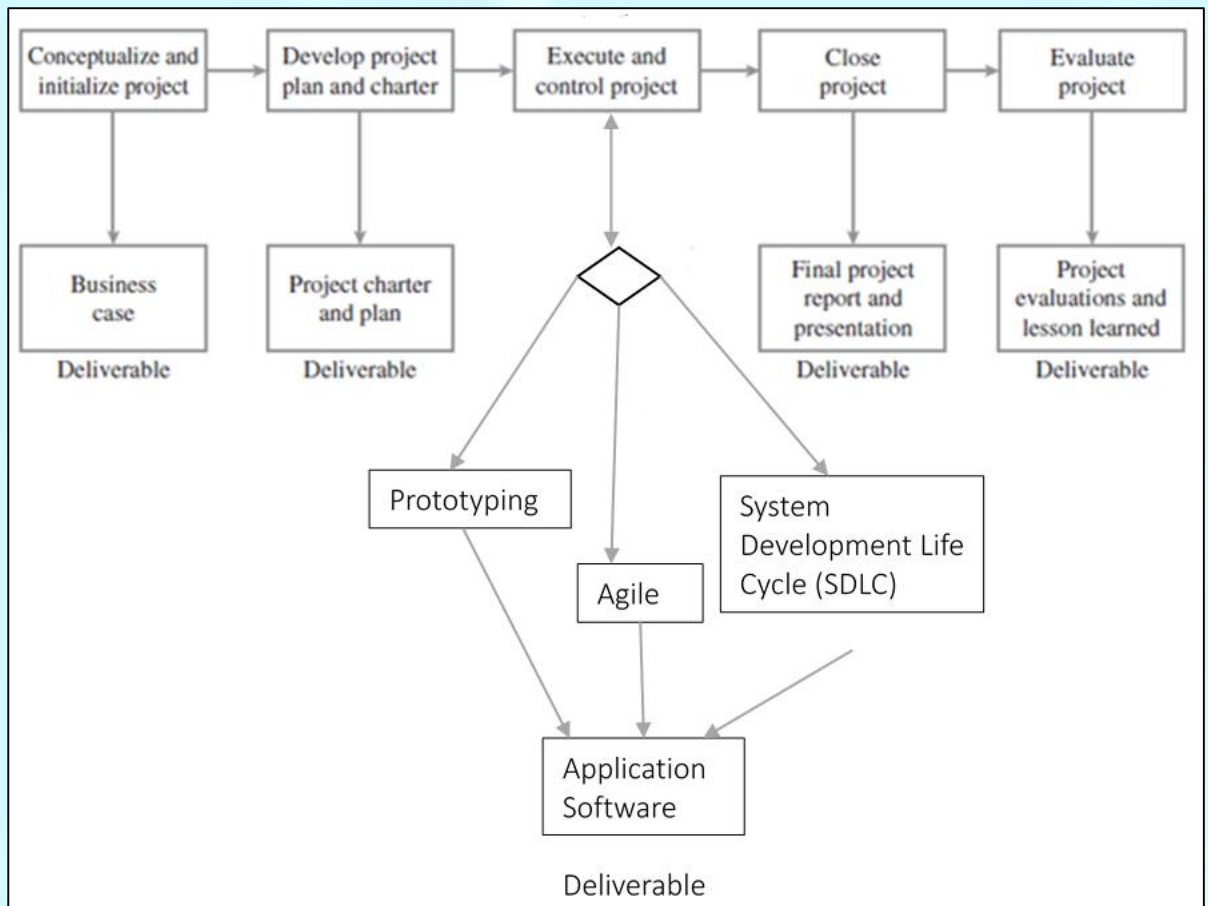 Conceptualize and
initialize project
Develop project
plan and charter
Execute and
control project
Close
project
Evaluate
project
Business
case
Deliverable
Project charter
and plan
Deliverable
Final project
report and
presentation
Deliverable
Project
evaluations and
lesson learned
Deliverable
Prototyping
Agile
System
Development Life
Cycle (SDLC)
Application
Software
Deliverable